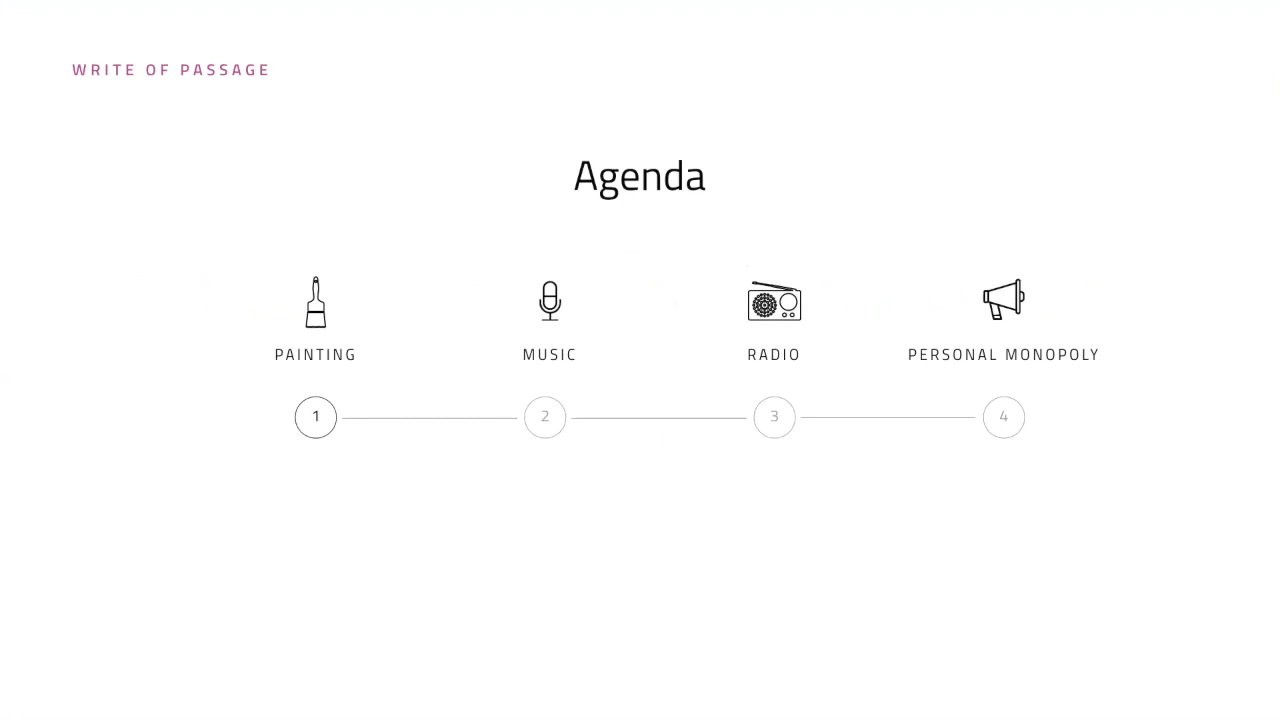 WRITE OF PASSAGE
Agenda
PAINTING
MUSIC
RADIO
PERSONAL MONOPOLY
1
2
3
4